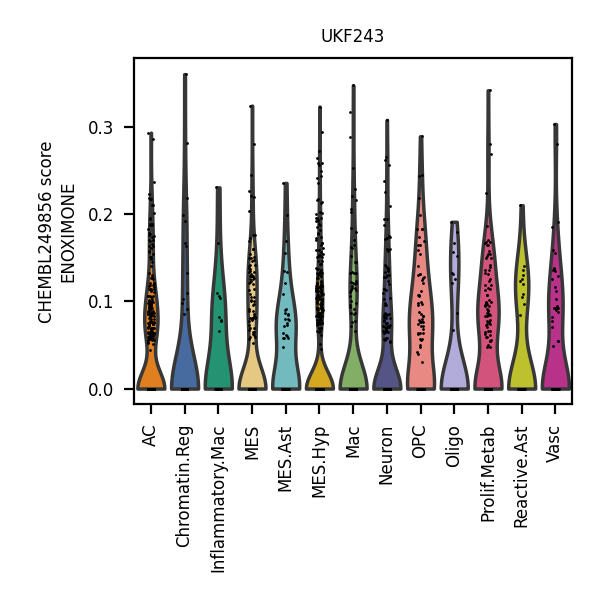 UKF243
CHEMBL249856 score
ENOXIMONE
0.3
0.2
0.1
0.0
AC
Chromatin.Reg
Inflammatory.Mac
MES
MES.Ast
MES.Hyp
Mac
Neuron
OPC
Oligo
Prolif.Metab
Reactive.Ast
Vasc